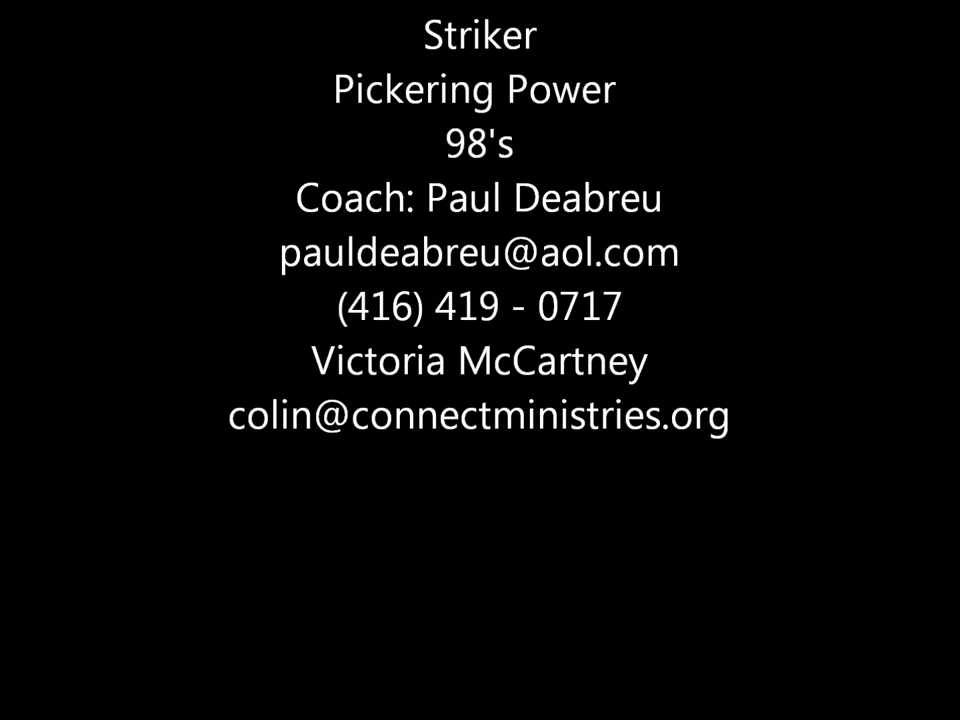 Striker
Pickering Power
98's
Coach: Paul Deabreu
pauldeabreu@aol.com
(416) 419 - 0717
Victoria McCartney
colin@connectministries.org